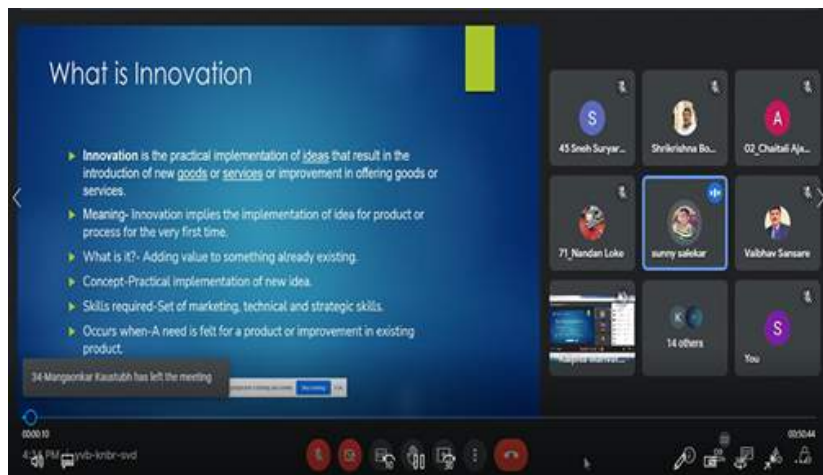 What is Innovation
Innovation is the practical implementation of ideas that result in the
introduction of new goods or services or improvement in offering goods or
services.
Meaning- Innovation implies the implementation of idea for product or
process for the very first time.
What is it?- Adding value to something already existing.
Concept-Practical implementation of new idea.
Skills required-Set of marketing, technical and strategic skills.
Occurs when-A need is felt for a product or improvement in existing
product.
34-Mangaonkar Kaustubh has left the meeting
S
45 Sneh Suryar...
Shrikrishna Bo...
A
02_Chaitali Aja...
71_Nandan Loke
sunny salekar
Vaibhav Sansare
K
14 others
S
You
00:00:10
00:50:44
PM
yvb-knbr-svd